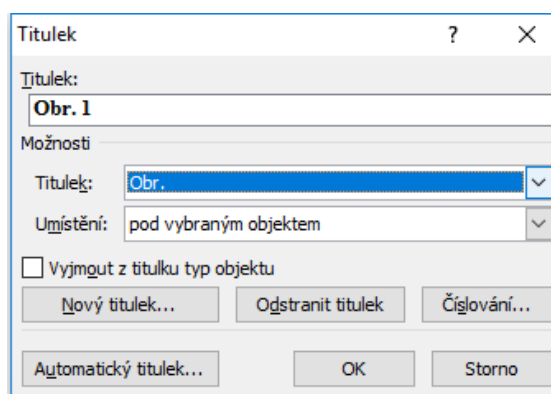 Titulek ? X
Titulek:
Obr. 1
Možnosti
Titulek: Obr.
Umístění: pod vybraným objektem
Vyjmout z titulku typ objektu
Nový titulek... Odstranit titulek Číslování...
Automatický titulek... OK Storno